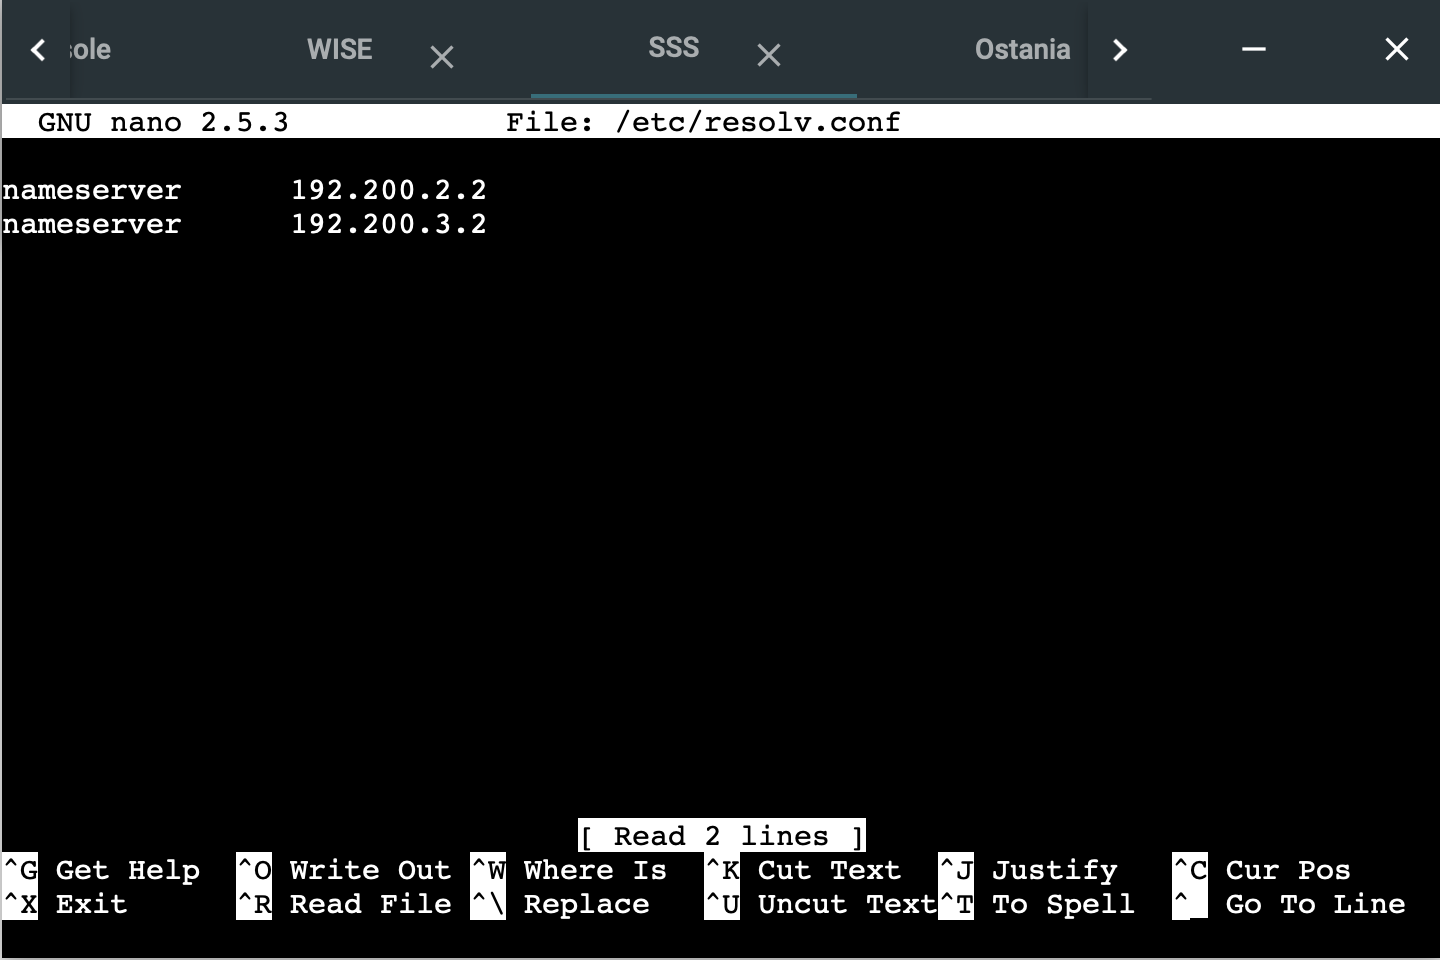 sole WISE SSS Ostania
GNU nano 2.5.3 File: /etc/resolv.conf
nameserver 192.200.2.2
nameserver 192.200.3.2
[ Read 2 lines ]
^G Get Help ^O Write Out ^W Where Is ^K Cut Text ^J Justify ^C Cur Pos
^X Exit ^R Read File ^\ Replace ^U Uncut Text ^T To Spell ^_ Go To Line